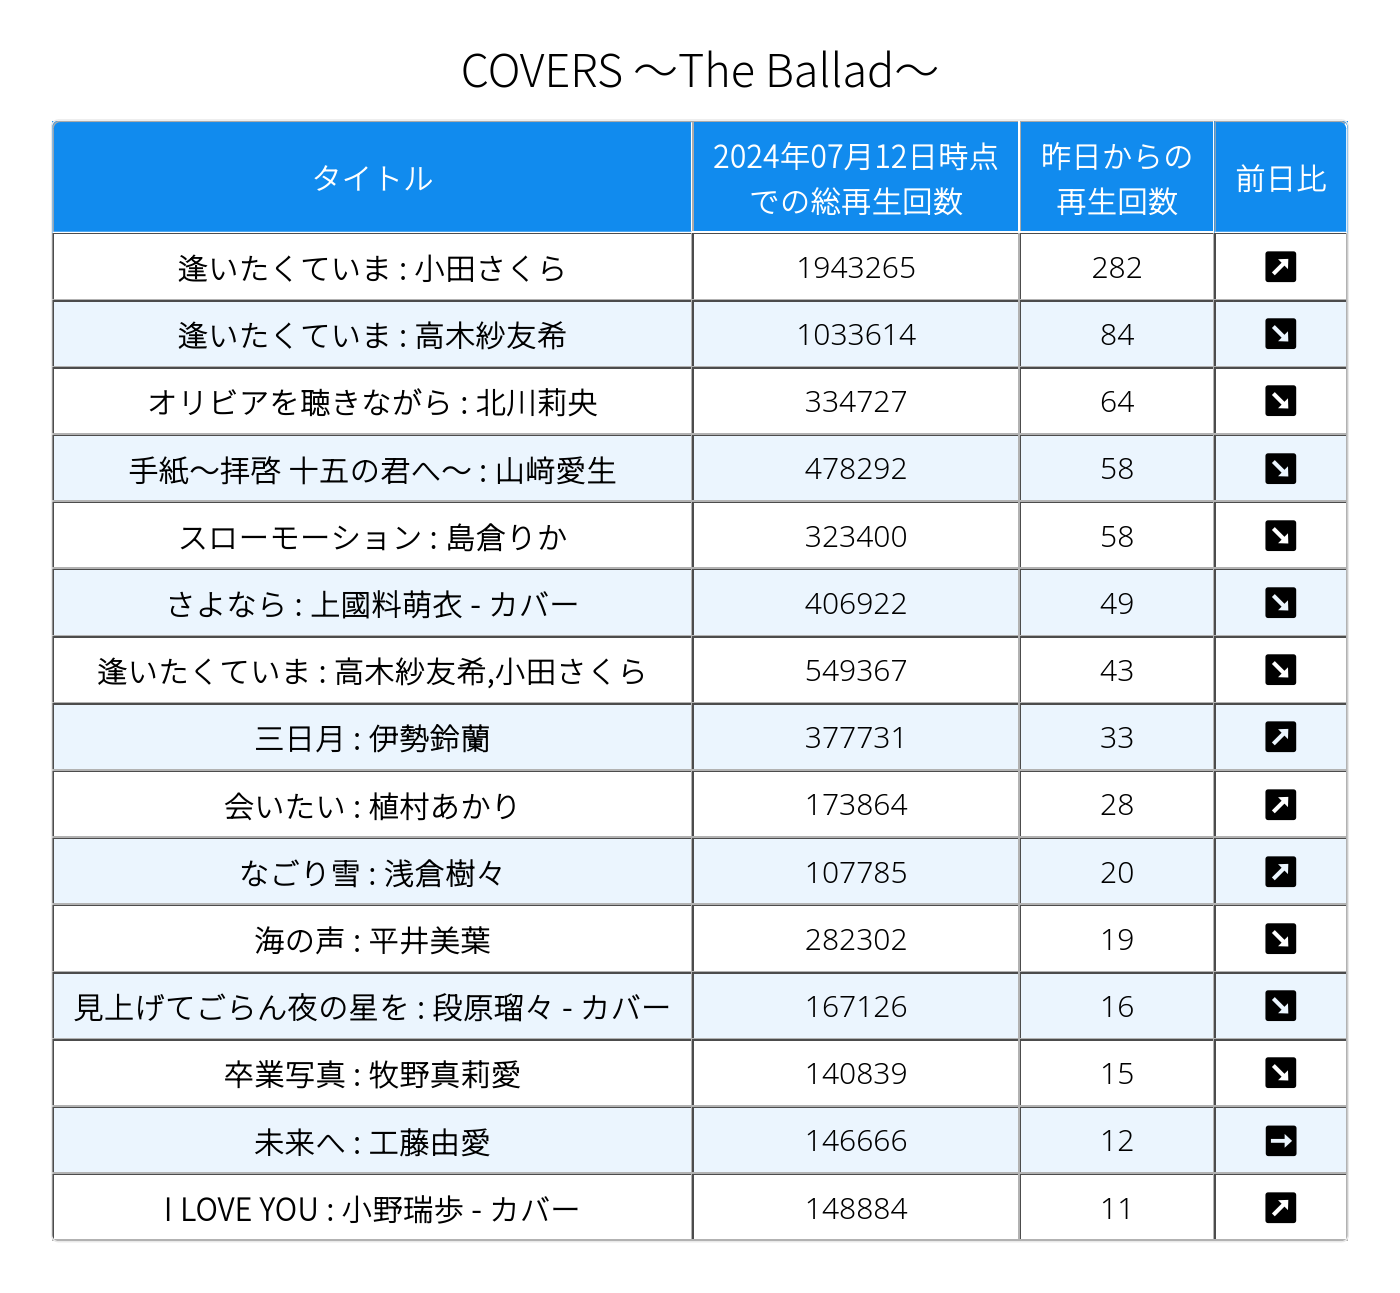 COVERS 〜The Ballad〜
タイトル 2024年07月12日時点での総再生回数 昨日からの再生回数 前日比
逢いたくていま : 小田さくら 1943265 282 ↗
逢いたくていま : 高木紗友希 1033614 84 ↘
オリビアを聴きながら : 北川莉央 334727 64 ↘
手紙〜拝啓 十五の君へ〜 : 山﨑愛生 478292 58 ↘
スローモーション : 島倉りか 323400 58 ↘
さよなら : 上國料萌衣 - カバー 406922 49 ↘
逢いたくていま : 高木紗友希,小田さくら 549367 43 ↘
三日月 : 伊勢鈴蘭 377731 33 ↗
会いたい : 植村あかり 173864 28 ↗
なごり雪 : 浅倉樹々 107785 20 ↗
海の声 : 平井美葉 282302 19 ↘
見上げてごらん夜の星を : 段原瑠々 - カバー 167126 16 ↘
卒業写真 : 牧野真莉愛 140839 15 ↘
未来へ : 工藤由愛 146666 12 →
I LOVE YOU : 小野瑞歩 - カバー 148884 11 ↗